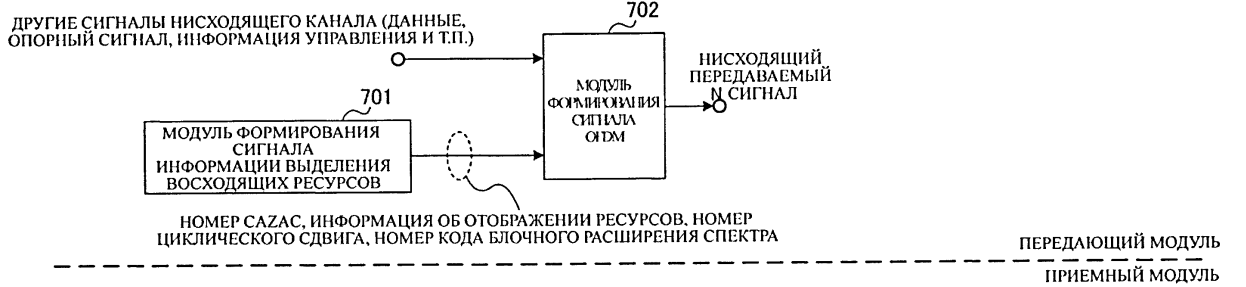 ДРУГИЕ СИГНАЛЫ НИСХОДЯЩЕГО КАНАЛА (ДАННЫЕ,
ОПОРНЫЙ СИГНАЛ, ИНФОРМАЦИЯ УПРАВЛЕНИЯ И Т.П.)
702
МОДУЛЬ
ФОРМИРОВАНИЯ
СИГНАЛА
OFDM
НИСХОДЯЩИЙ
ПЕРЕДАВАЕМЫЙ
N СИГНАЛ
701
МОДУЛЬ ФОРМИРОВАНИЯ
СИГНАЛА
ИНФОРМАЦИИ ВЫДЕЛЕНИЯ
ВОСХОДЯЩИХ РЕСУРСОВ
НОМЕР CAZAC, ИНФОРМАЦИЯ ОБ ОТОБРАЖЕНИИ РЕСУРСОВ, НОМЕР
ЦИКЛИЧЕСКОГО СДВИГА, НОМЕР КОДА БЛОЧНОГО РАСШИРЕНИЯ СПЕКТРА
ПЕРЕДАЮЩИЙ МОДУЛЬ
ПРИЕМНЫЙ МОДУЛЬ